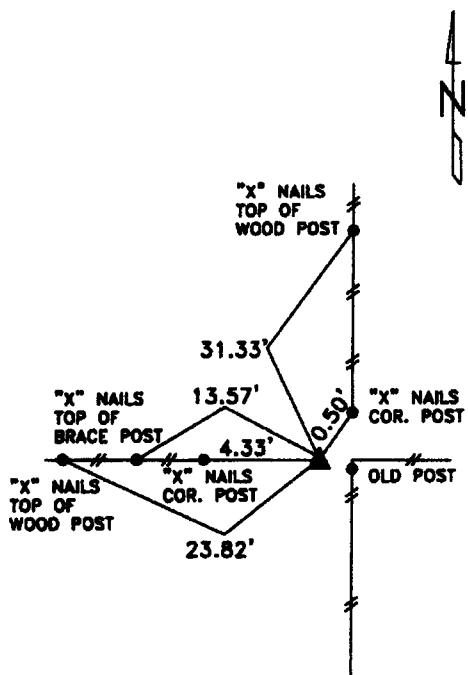 N
"X" NAILS
TOP OF
WOOD POST
31.33'
13.57'
0.50'
"X" NAILS
COR. POST
"X" NAILS
TOP OF
BRACE POST
4.33'
"X" NAILS
COR. POST
OLD POST
"X" NAILS
TOP OF
WOOD POST
23.82'